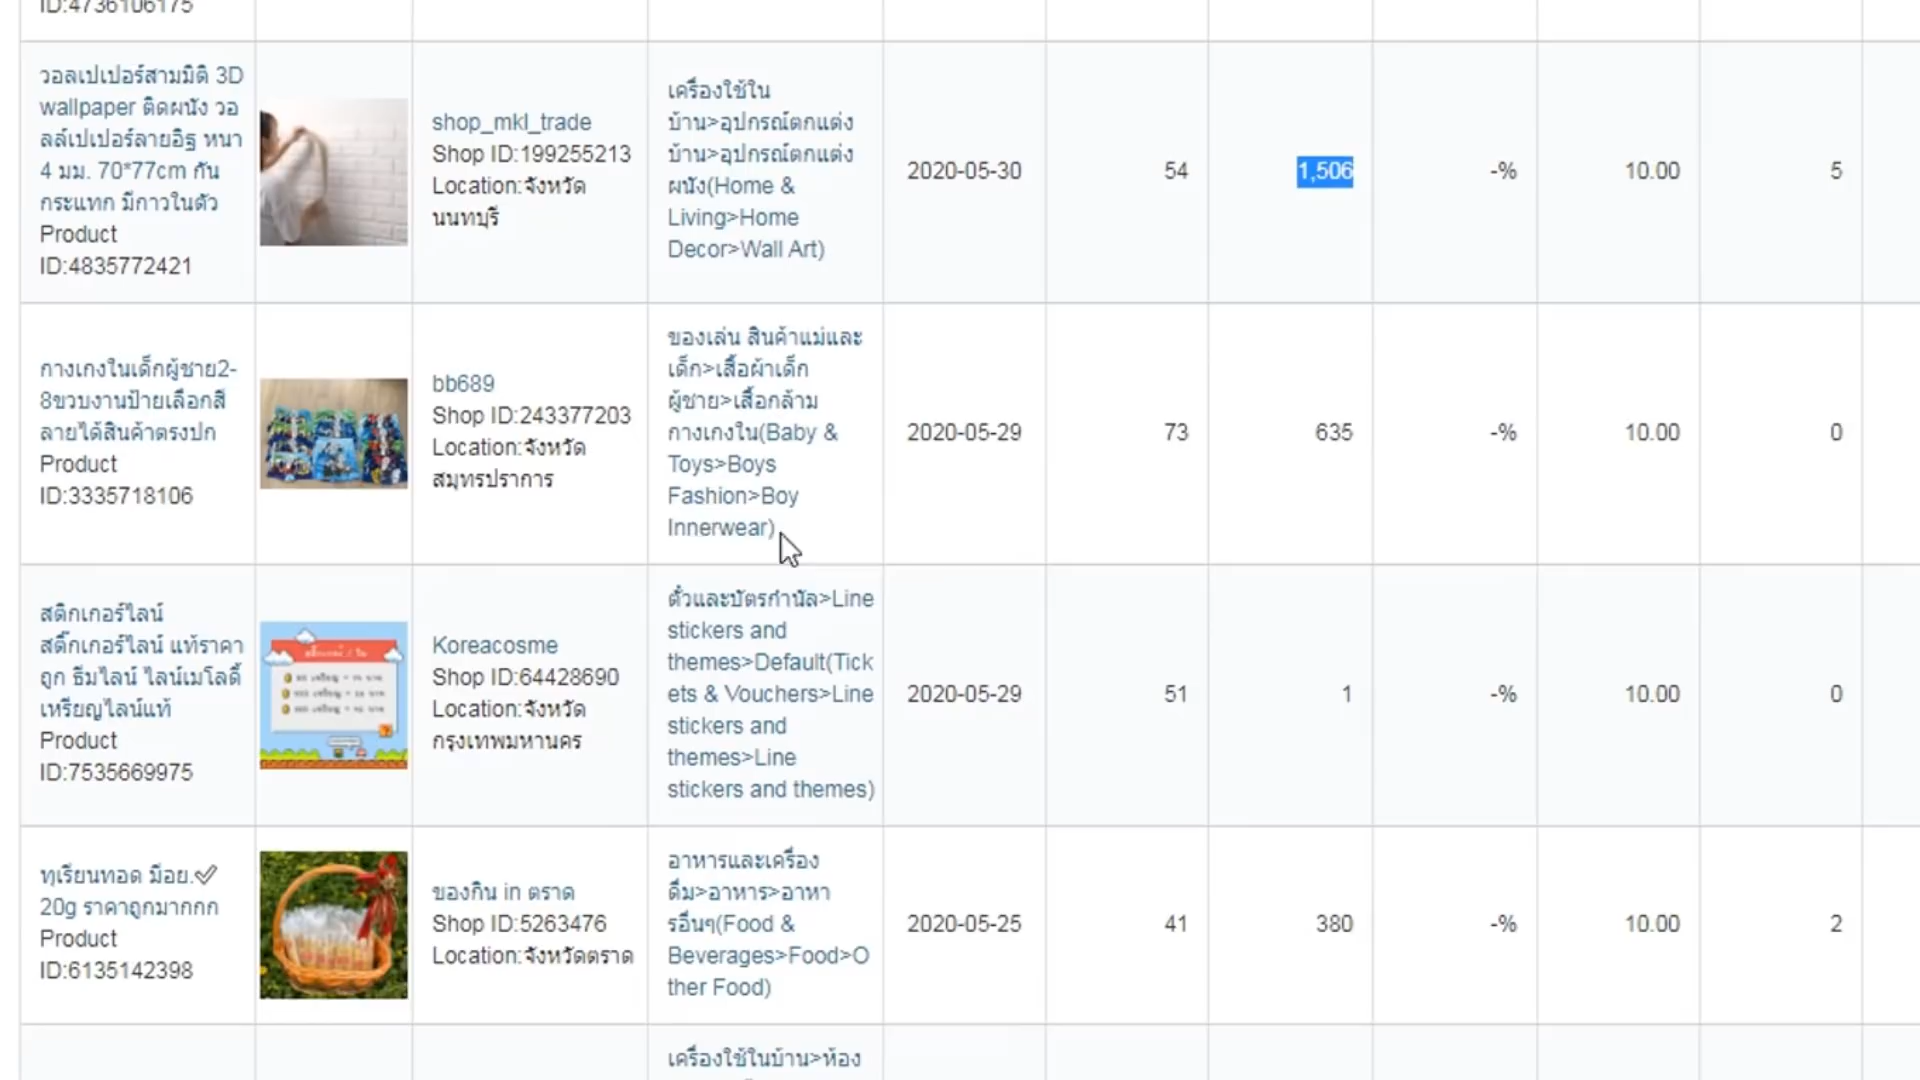 ID:4736106175
วอลเปเปอร์สามมิติ 3D
wallpaper ติดผนัง วอ
ลล์เปเปอร์ลายอิฐ หนา
4 มม. 70*77cm กัน
กระแทก มีกาวในตัว
Product
ID:4835772421
shop_mkl_trade
Shop ID:199255213
Location:จังหวัด
นนทบุรี
เครื่องใช้ใน
บ้าน>อุปกรณ์ตกแต่ง
บ้าน>อุปกรณ์ตกแต่ง
ผนัง(Home &
Living>Home
Decor>Wall Art)
2020-05-30
54
1,506
-%
10.00
5
กางเกงในเด็กผู้ชาย2-
8ขวบงานป้ายเลือกสี
ลายได้สินค้าตรงปก
Product
ID:3335718106
bb689
Shop ID:243377203
Location:จังหวัด
สมุทรปราการ
ของเล่น สินค้าแม่และ
เด็ก>เสื้อผ้าเด็ก
ผู้ชาย>เสื้อกล้าม
กางเกงใน(Baby &
Toys>Boys
Fashion>Boy
Innerwear)
2020-05-29
73
635
-%
10.00
0
สติกเกอร์ไลน์
สติ๊กเกอร์ไลน์ แท้ราคา
ถูก ธีมไลน์ ไลน์เมโลดี้
เหรียญไลน์แท้
Product
ID:7535669975
Koreacosme
Shop ID:64428690
Location:จังหวัด
กรุงเทพมหานคร
ตั๋วและบัตรกำนัล>Line
stickers and
themes>Default(Tick
ets & Vouchers>Line
stickers and
themes>Line
stickers and themes)
2020-05-29
51
1
-%
10.00
0
ทุเรียนทอด มีอย.✓
20g ราคาถูกมากกก
Product
ID:6135142398
ของกิน in ตราด
Shop ID:5263476
Location:จังหวัดตราด
อาหารและเครื่อง
ดื่ม>อาหาร>อาหา
รอื่นๆ(Food &
Beverages>Food>O
ther Food)
2020-05-25
41
380
-%
10.00
2
เครื่องใช้ในบ้าน>ห้อง